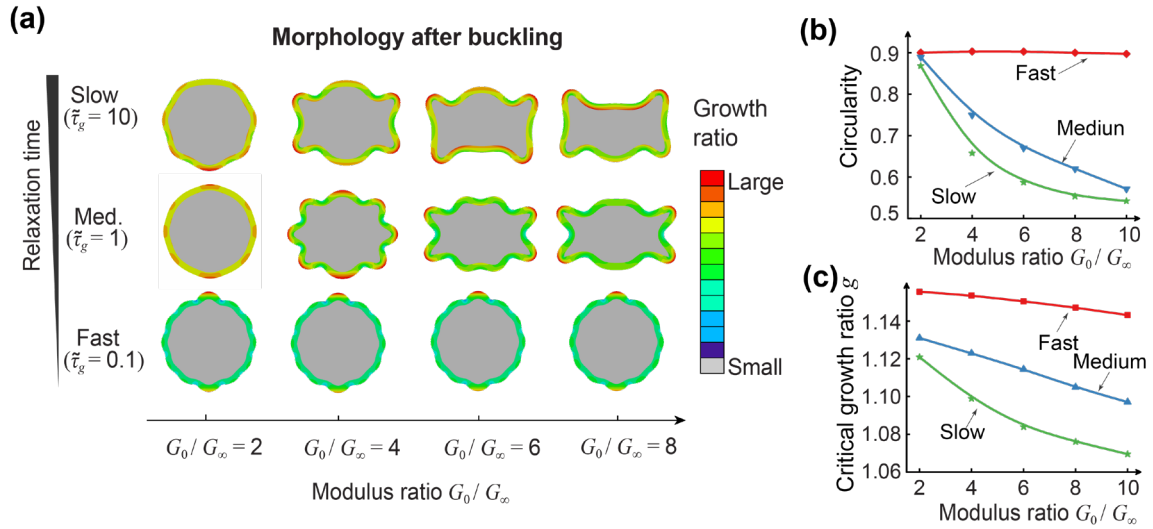 (a)
Morphology after buckling
Relaxation time
Slow
(τ̃g = 10)
Med.
(τ̃g = 1)
Fast
(τ̃g = 0.1)
Growth
ratio
Large
Small
G₀ / G∞ = 2
G₀ / G∞ = 4
G₀ / G∞ = 6
G₀ / G∞ = 8
Modulus ratio G₀ / G∞
(b)
Circularity
0.9
0.8
0.7
0.6
0.5
Fast
Mediun
Slow
2
4
6
8
10
Modulus ratio G₀ / G∞
(c)
Critical growth ratio g
1.14
1.12
1.10
1.08
1.06
Fast
Medium
Slow
2
4
6
8
10
Modulus ratio G₀ / G∞